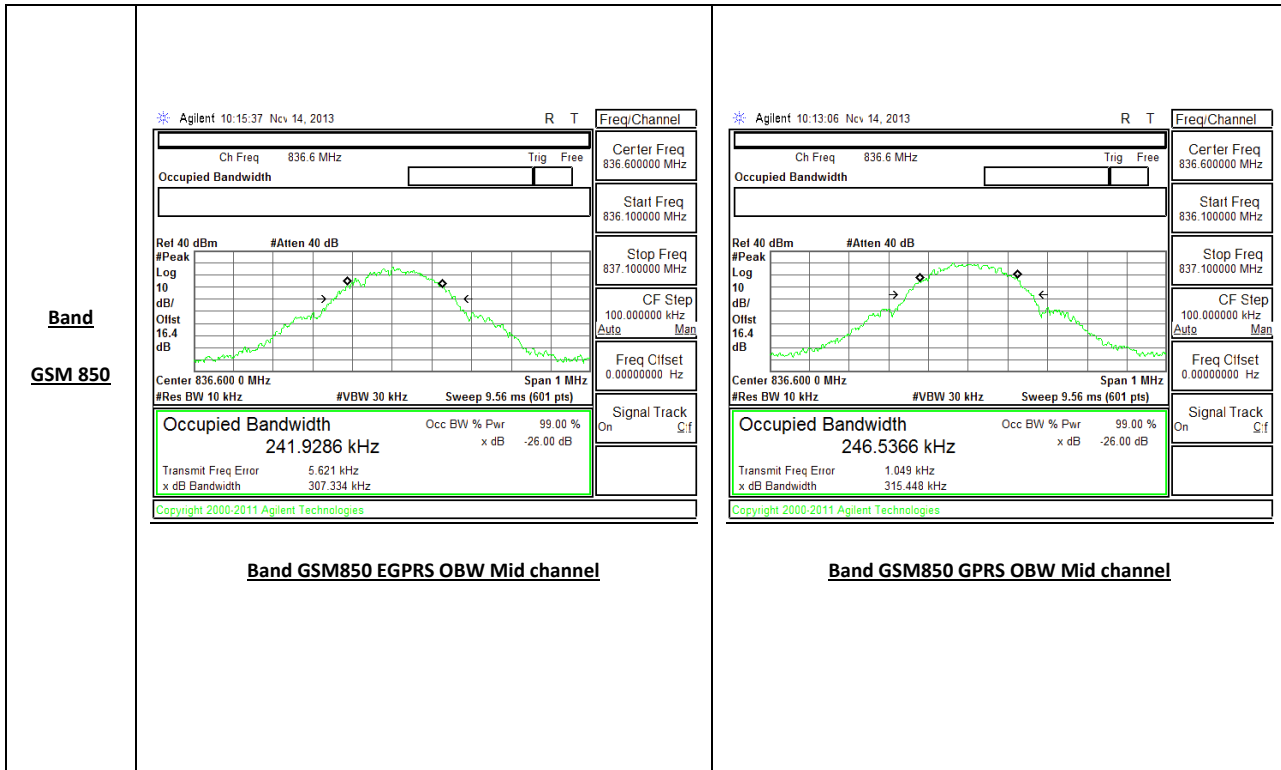 Band
GSM 850
Agilent 10:15:37 Nov 14, 2013 R T
Ch Freq 836.6 MHz Trig Free
Occupied Bandwidth
Ref 40 dBm #Atten 40 dB
#Peak
Log
10
dB/
Offst
16.4
dB
Center 836.600 0 MHz Span 1 MHz
#Res BW 10 kHz #VBW 30 kHz Sweep 9.56 ms (601 pts)
Occupied Bandwidth Occ BW % Pwr 99.00 %
241.9286 kHz x dB -26.00 dB
Transmit Freq Error 5.621 kHz
x dB Bandwidth 307.334 kHz
Copyright 2000-2011 Agilent Technologies
Freq/Channel
Center Freq
836.600000 MHz
Start Freq
836.100000 MHz
Stop Freq
837.100000 MHz
CF Step
100.000000 kHz
Auto Man
Freq Offset
0.00000000 Hz
Signal Track
On Off
Band GSM850 EGPRS OBW Mid channel
Agilent 10:13:06 Nov 14, 2013 R T
Ch Freq 836.6 MHz Trig Free
Occupied Bandwidth
Ref 40 dBm #Atten 40 dB
#Peak
Log
10
dB/
Offst
16.4
dB
Center 836.600 0 MHz Span 1 MHz
#Res BW 10 kHz #VBW 30 kHz Sweep 9.56 ms (601 pts)
Occupied Bandwidth Occ BW % Pwr 99.00 %
246.5366 kHz x dB -26.00 dB
Transmit Freq Error 1.049 kHz
x dB Bandwidth 315.448 kHz
Copyright 2000-2011 Agilent Technologies
Freq/Channel
Center Freq
836.600000 MHz
Start Freq
836.100000 MHz
Stop Freq
837.100000 MHz
CF Step
100.000000 kHz
Auto Man
Freq Offset
0.00000000 Hz
Signal Track
On Off
Band GSM850 GPRS OBW Mid channel